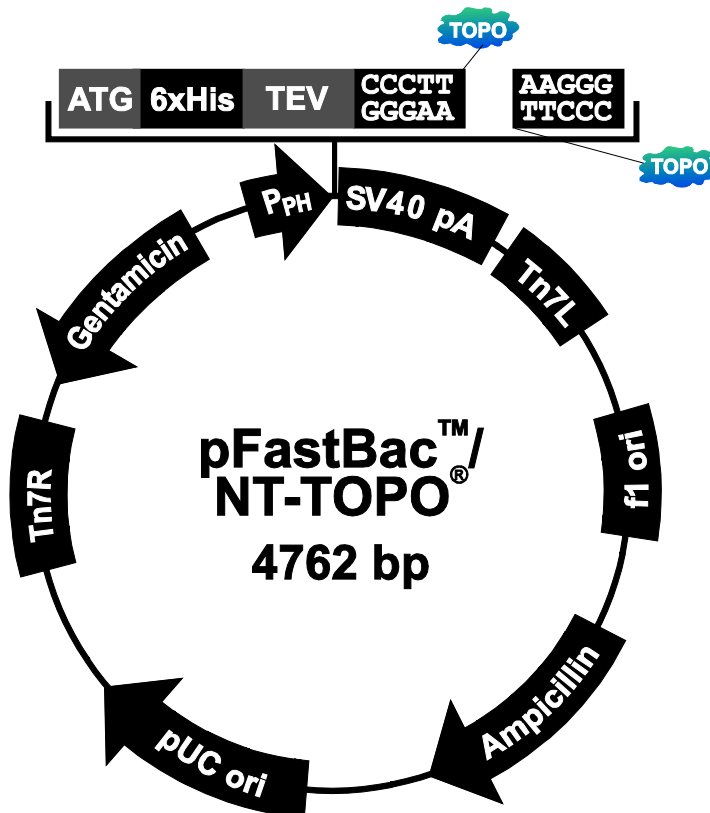 TOPO
ATG 6xHis TEV CCCTT AAGGG
GGGAA TTCCC
TOPO
PPH
SV40 pA
Tn7L
f1 ori
Ampicillin
pUC ori
Tn7R
Gentamicin
pFastBac™/
NT-TOPO®
4762 bp